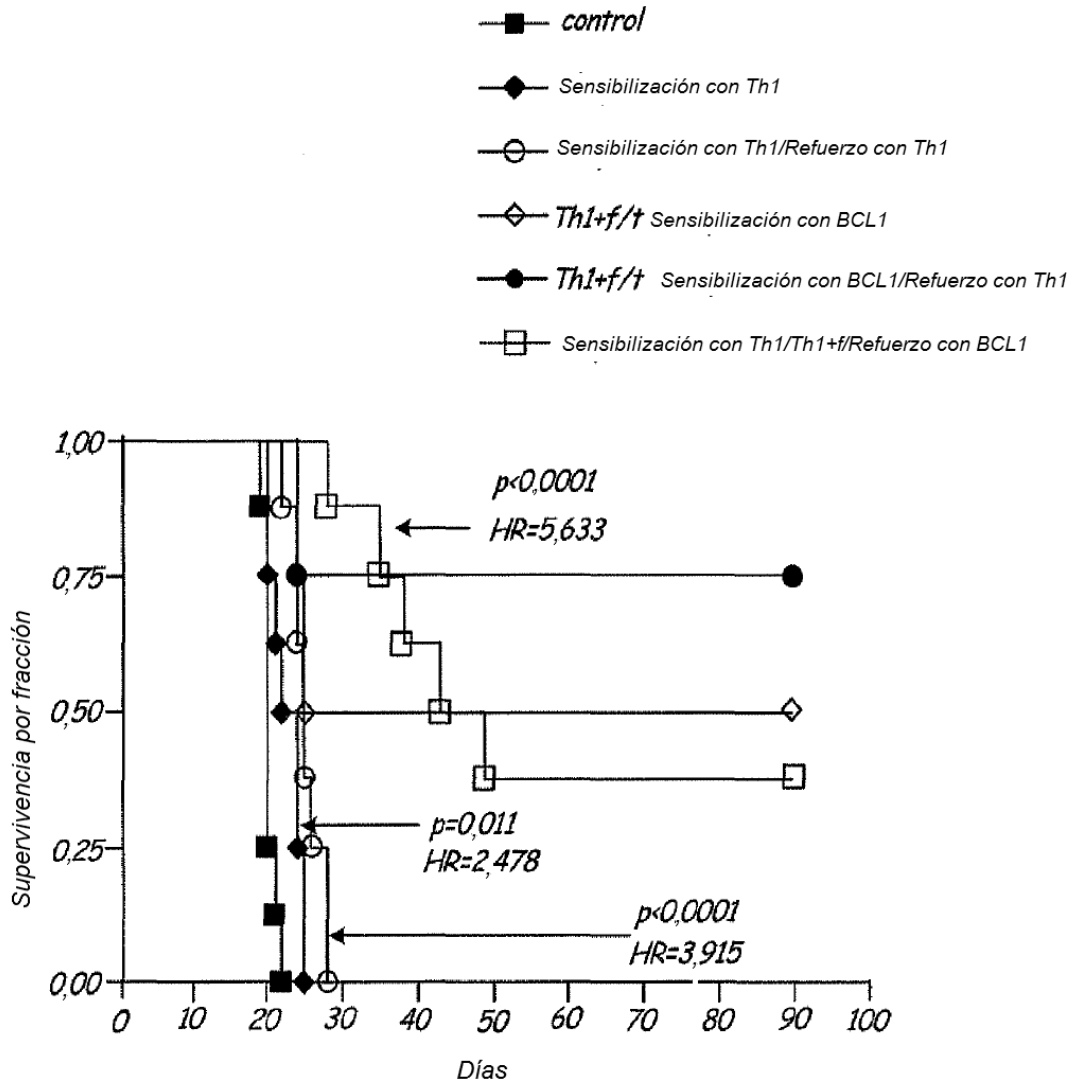 control
Sensibilización con Th1
Sensibilización con Th1/Refuerzo con Th1
Th1+f/t Sensibilización con BCL1
Th1+f/t Sensibilización con BCL1/Refuerzo con Th1
Sensibilización con Th1/Th1+f/Refuerzo con BCL1
Supervivencia por fracción
1,00
0,75
0,50
0,25
0,00
p<0,0001
HR=5,633
p=0,011
HR=2,478
p<0,0001
HR=3,915
0 10 20 30 40 50 60 70 80 90 100
Días